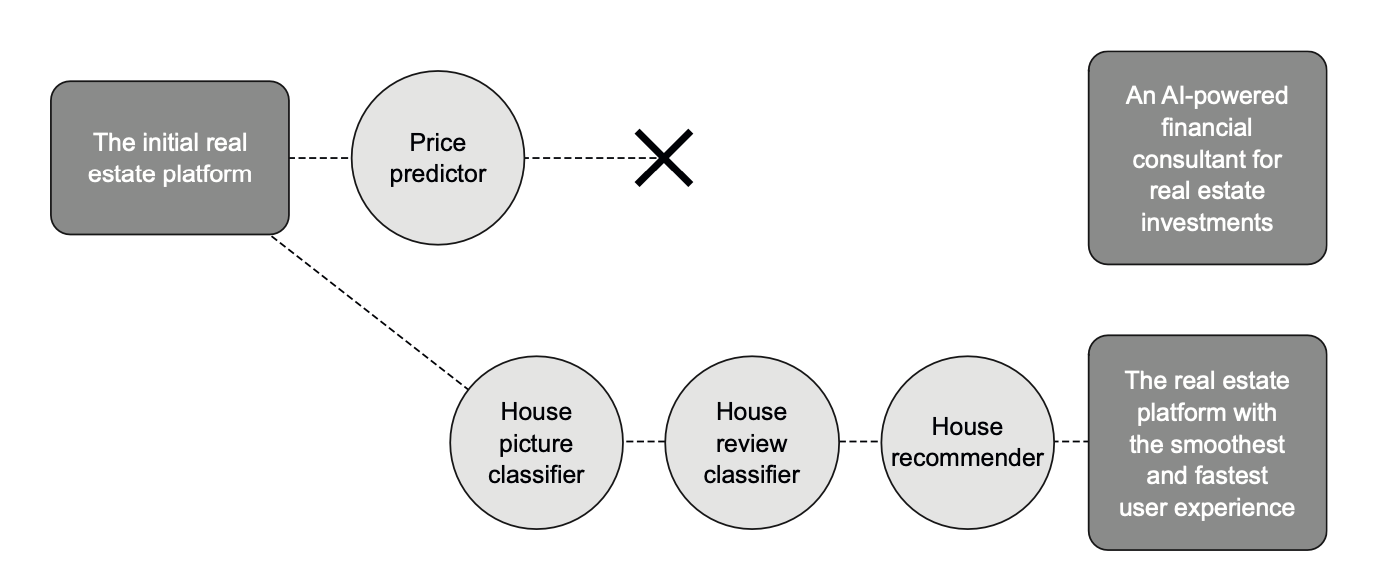 The initial real
estate platform
Price
predictor
An AI-powered
financial
consultant for
real estate
investments
House
picture
classifier
House
review
classifier
House
recommender
The real estate
platform with
the smoothest
and fastest
user experience